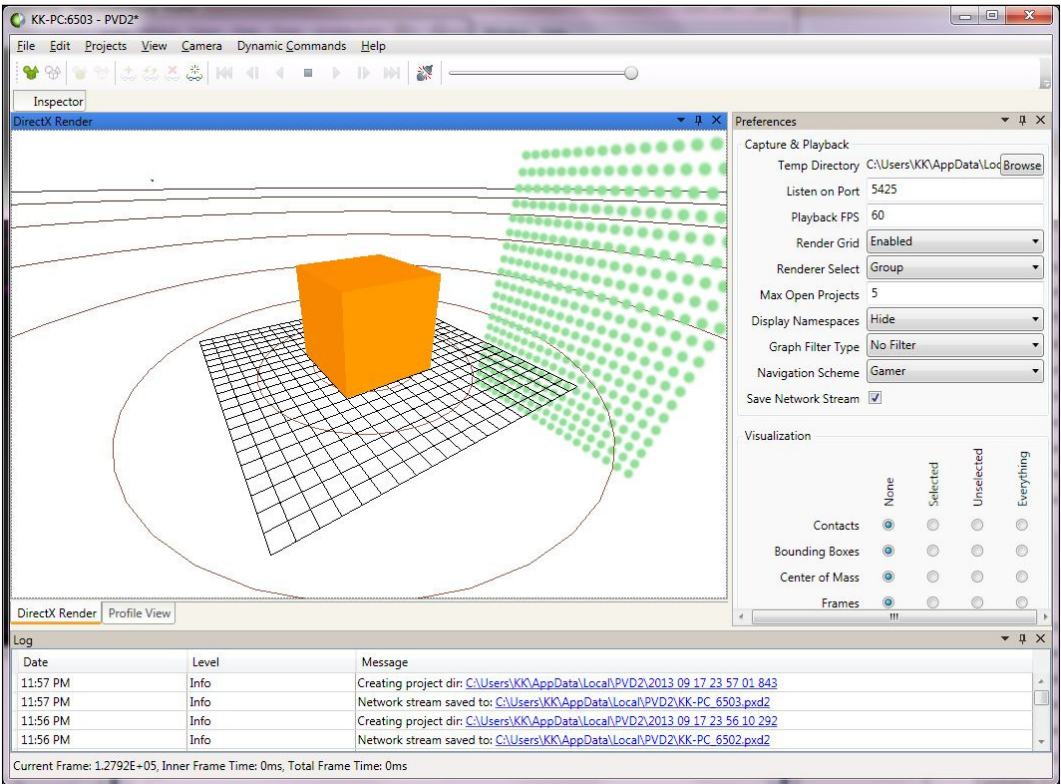 KK-PC:6503 - PVD2*
File Edit Projects View Camera Dynamic Commands Help
Inspector
DirectX Render
Preferences
Capture & Playback
Temp Directory C:\Users\KK\AppData\Loc Browse
Listen on Port 5425
Playback FPS 60
Render Grid Enabled
Renderer Select Group
Max Open Projects 5
Display Namespaces Hide
Graph Filter Type No Filter
Navigation Scheme Gamer
Save Network Stream
Visualization
None Selected Unselected Everything
Contacts
Bounding Boxes
Center of Mass
Frames
DirectX Render Profile View
Log
Date Level Message
11:57 PM Info Creating project dir: C:\Users\KK\AppData\Local\PVD2\2013 09 17 23 57 01 843
11:57 PM Info Network stream saved to: C:\Users\KK\AppData\Local\PVD2\KK-PC_6503.pxd2
11:56 PM Info Creating project dir: C:\Users\KK\AppData\Local\PVD2\2013 09 17 23 56 10 292
11:56 PM Info Network stream saved to: C:\Users\KK\AppData\Local\PVD2\KK-PC_6502.pxd2
Current Frame: 1.2792E+05, Inner Frame Time: 0ms, Total Frame Time: 0ms